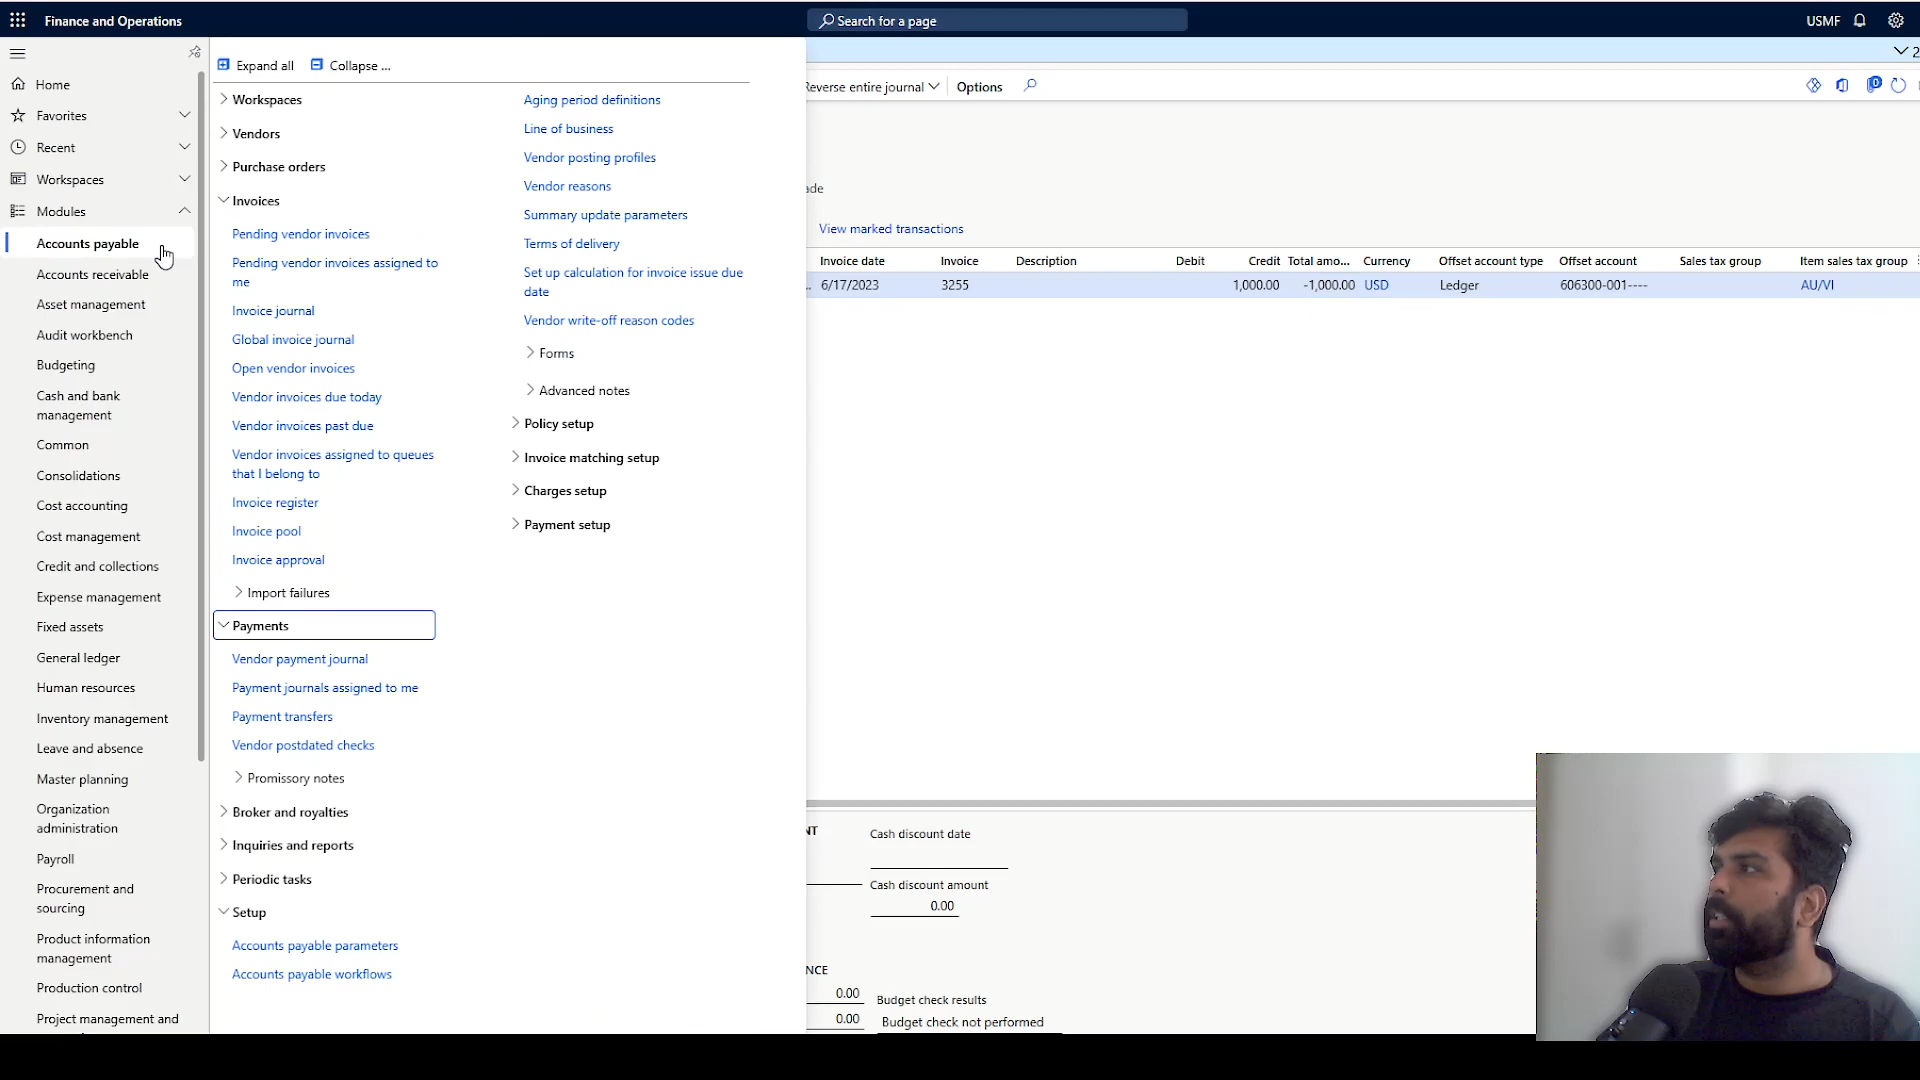 Finance and Operations
Search for a page
USMF
Home
Favorites
Recent
Workspaces
Modules
Accounts payable
Accounts receivable
Asset management
Audit workbench
Budgeting
Cash and bank
management
Common
Consolidations
Cost accounting
Cost management
Credit and collections
Expense management
Fixed assets
General ledger
Human resources
Inventory management
Leave and absence
Master planning
Organization
administration
Payroll
Procurement and
sourcing
Product information
management
Production control
Project management and
Expand all
Collapse ...
Workspaces
Vendors
Purchase orders
Invoices
Pending vendor invoices
Pending vendor invoices assigned to
me
Invoice journal
Global invoice journal
Open vendor invoices
Vendor invoices due today
Vendor invoices past due
Vendor invoices assigned to queues
that I belong to
Invoice register
Invoice pool
Invoice approval
Import failures
Payments
Vendor payment journal
Payment journals assigned to me
Payment transfers
Vendor postdated checks
Promissory notes
Broker and royalties
Inquiries and reports
Periodic tasks
Setup
Accounts payable parameters
Accounts payable workflows
Aging period definitions
Line of business
Vendor posting profiles
Vendor reasons
Summary update parameters
Terms of delivery
Set up calculation for invoice issue due
date
Vendor write-off reason codes
Forms
Advanced notes
Policy setup
Invoice matching setup
Charges setup
Payment setup
2
Reverse entire journal Options 0
ade
View marked transactions
Invoice date Invoice Description Debit Credit Total amo... Currency Offset account type Offset account Sales tax group Item sales tax group
.. 6/17/2023 3255 1,000.00 -1,000.00 USD Ledger 606300-001---- AU/VI
NT
Cash discount date
Cash discount amount
0.00
NCE
0.00
0.00
Budget check results
Budget check not performed